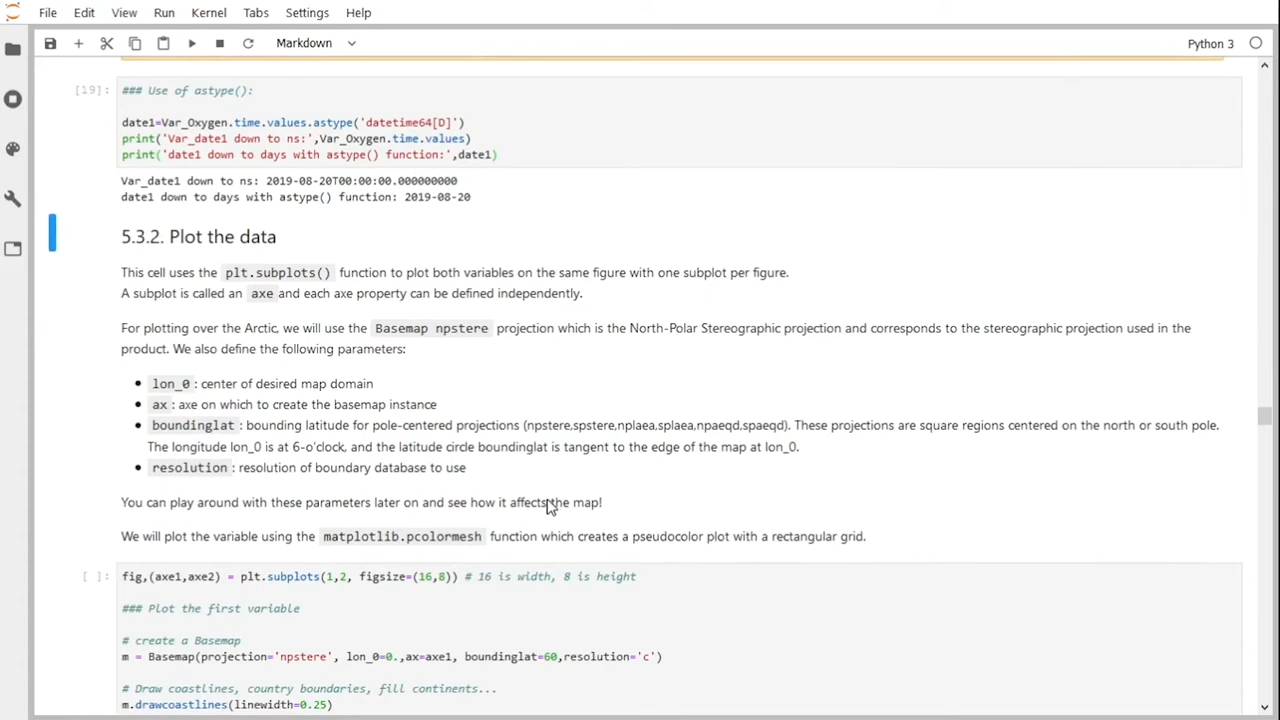 File Edit View Run Kernel Tabs Settings Help
Markdown Python 3
[19]: ### Use of astype():
date1=Var_Oxygen.time.values.astype('datetime64[D]')
print('Var_date1 down to ns:',Var_Oxygen.time.values)
print('date1 down to days with astype() function:',date1)
Var_date1 down to ns: 2019-08-20T00:00:00.000000000
date1 down to days with astype() function: 2019-08-20
5.3.2. Plot the data
This cell uses the plt.subplots() function to plot both variables on the same figure with one subplot per figure.
A subplot is called an axe and each axe property can be defined independently.
For plotting over the Arctic, we will use the Basemap npstere projection which is the North-Polar Stereographic projection and corresponds to the stereographic projection used in the
product. We also define the following parameters:
• lon_0 : center of desired map domain
• ax : axe on which to create the basemap instance
• boundinglat : bounding latitude for pole-centered projections (npstere,spstere,nplaea,splaea,npaeqd,spaeqd). These projections are square regions centered on the north or south pole.
The longitude lon_0 is at 6-o'clock, and the latitude circle boundinglat is tangent to the edge of the map at lon_0.
• resolution : resolution of boundary database to use
You can play around with these parameters later on and see how it affects the map!
We will plot the variable using the matplotlib.pcolormesh function which creates a pseudocolor plot with a rectangular grid.
[ ]: fig,(axe1,axe2) = plt.subplots(1,2, figsize=(16,8)) # 16 is width, 8 is height
### Plot the first variable
# create a Basemap
m = Basemap(projection='npstere', lon_0=0.,ax=axe1, boundinglat=60,resolution='c')
# Draw coastlines, country boundaries, fill continents...
m.drawcoastlines(linewidth=0.25)